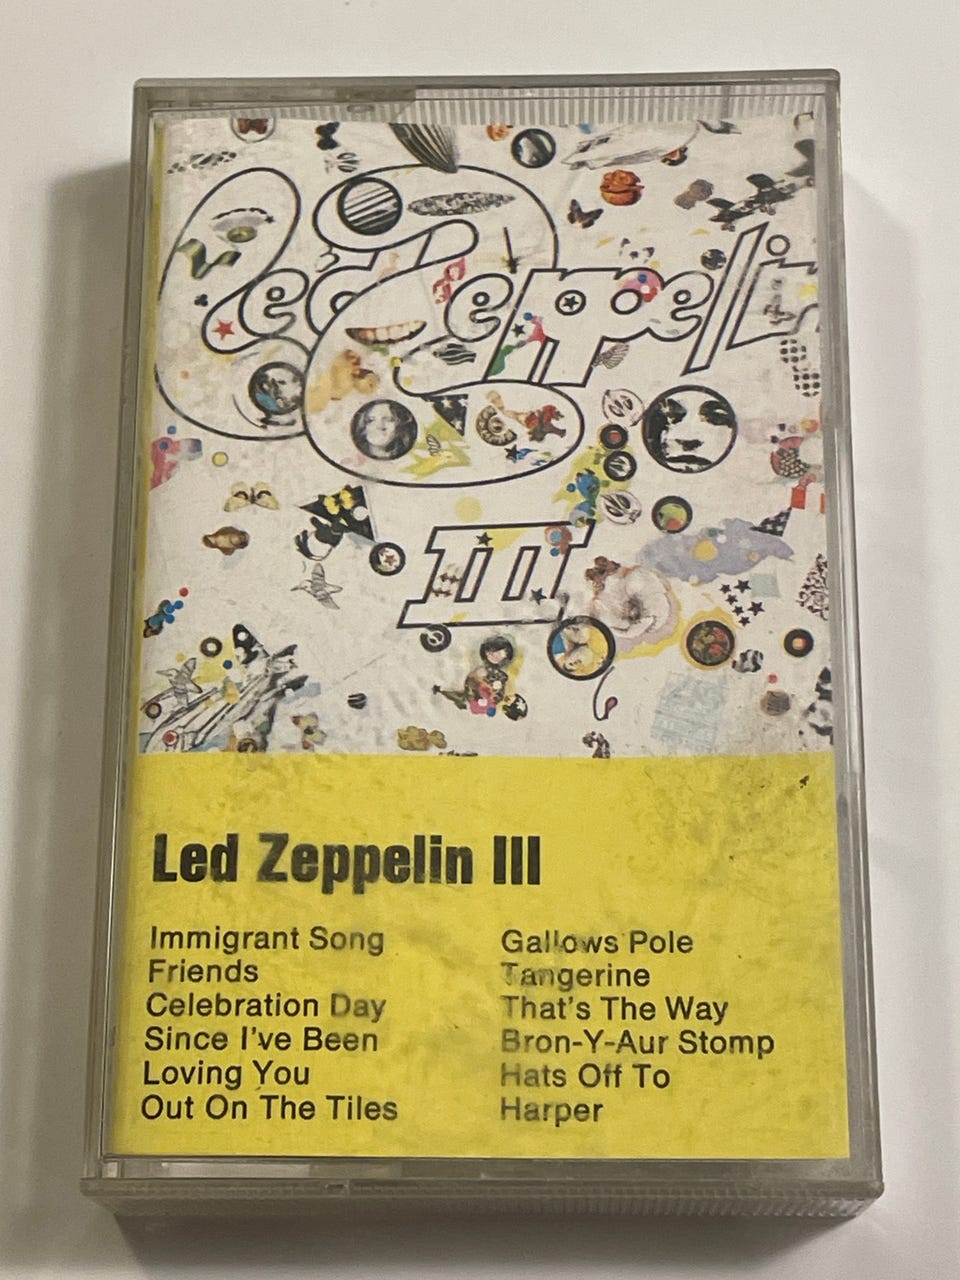 Led Zeppelin
III
Led Zeppelin III
Immigrant Song
Friends
Celebration Day
Since I've Been
Loving You
Out On The Tiles
Gallows Pole
Tangerine
That's The Way
Bron-Y-Aur Stomp
Hats Off To
Harper